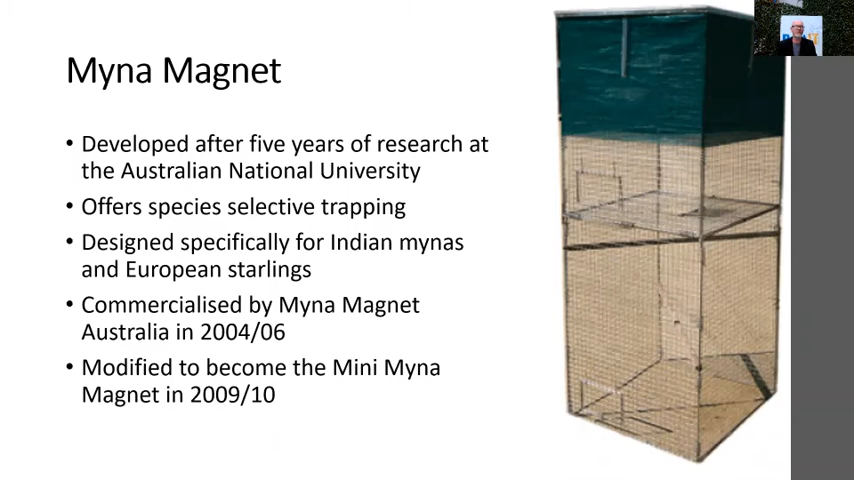 Myna Magnet
• Developed after five years of research at
the Australian National University
• Offers species selective trapping
• Designed specifically for Indian mynas
and European starlings
• Commercialised by Myna Magnet
Australia in 2004/06
• Modified to become the Mini Myna
Magnet in 2009/10